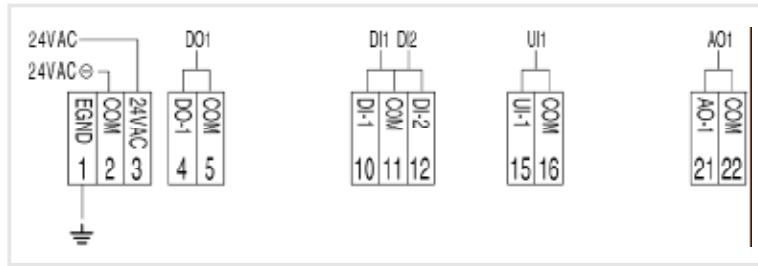 24VAC DO1 DI1 DI2 UI1 AO1
24VAC⊖
EGND COM 24VAC DO-1 COM DI-1 COM DI-2 UI-1 COM AO-1 COM
1 2 3 4 5 10 11 12 15 16 21 22